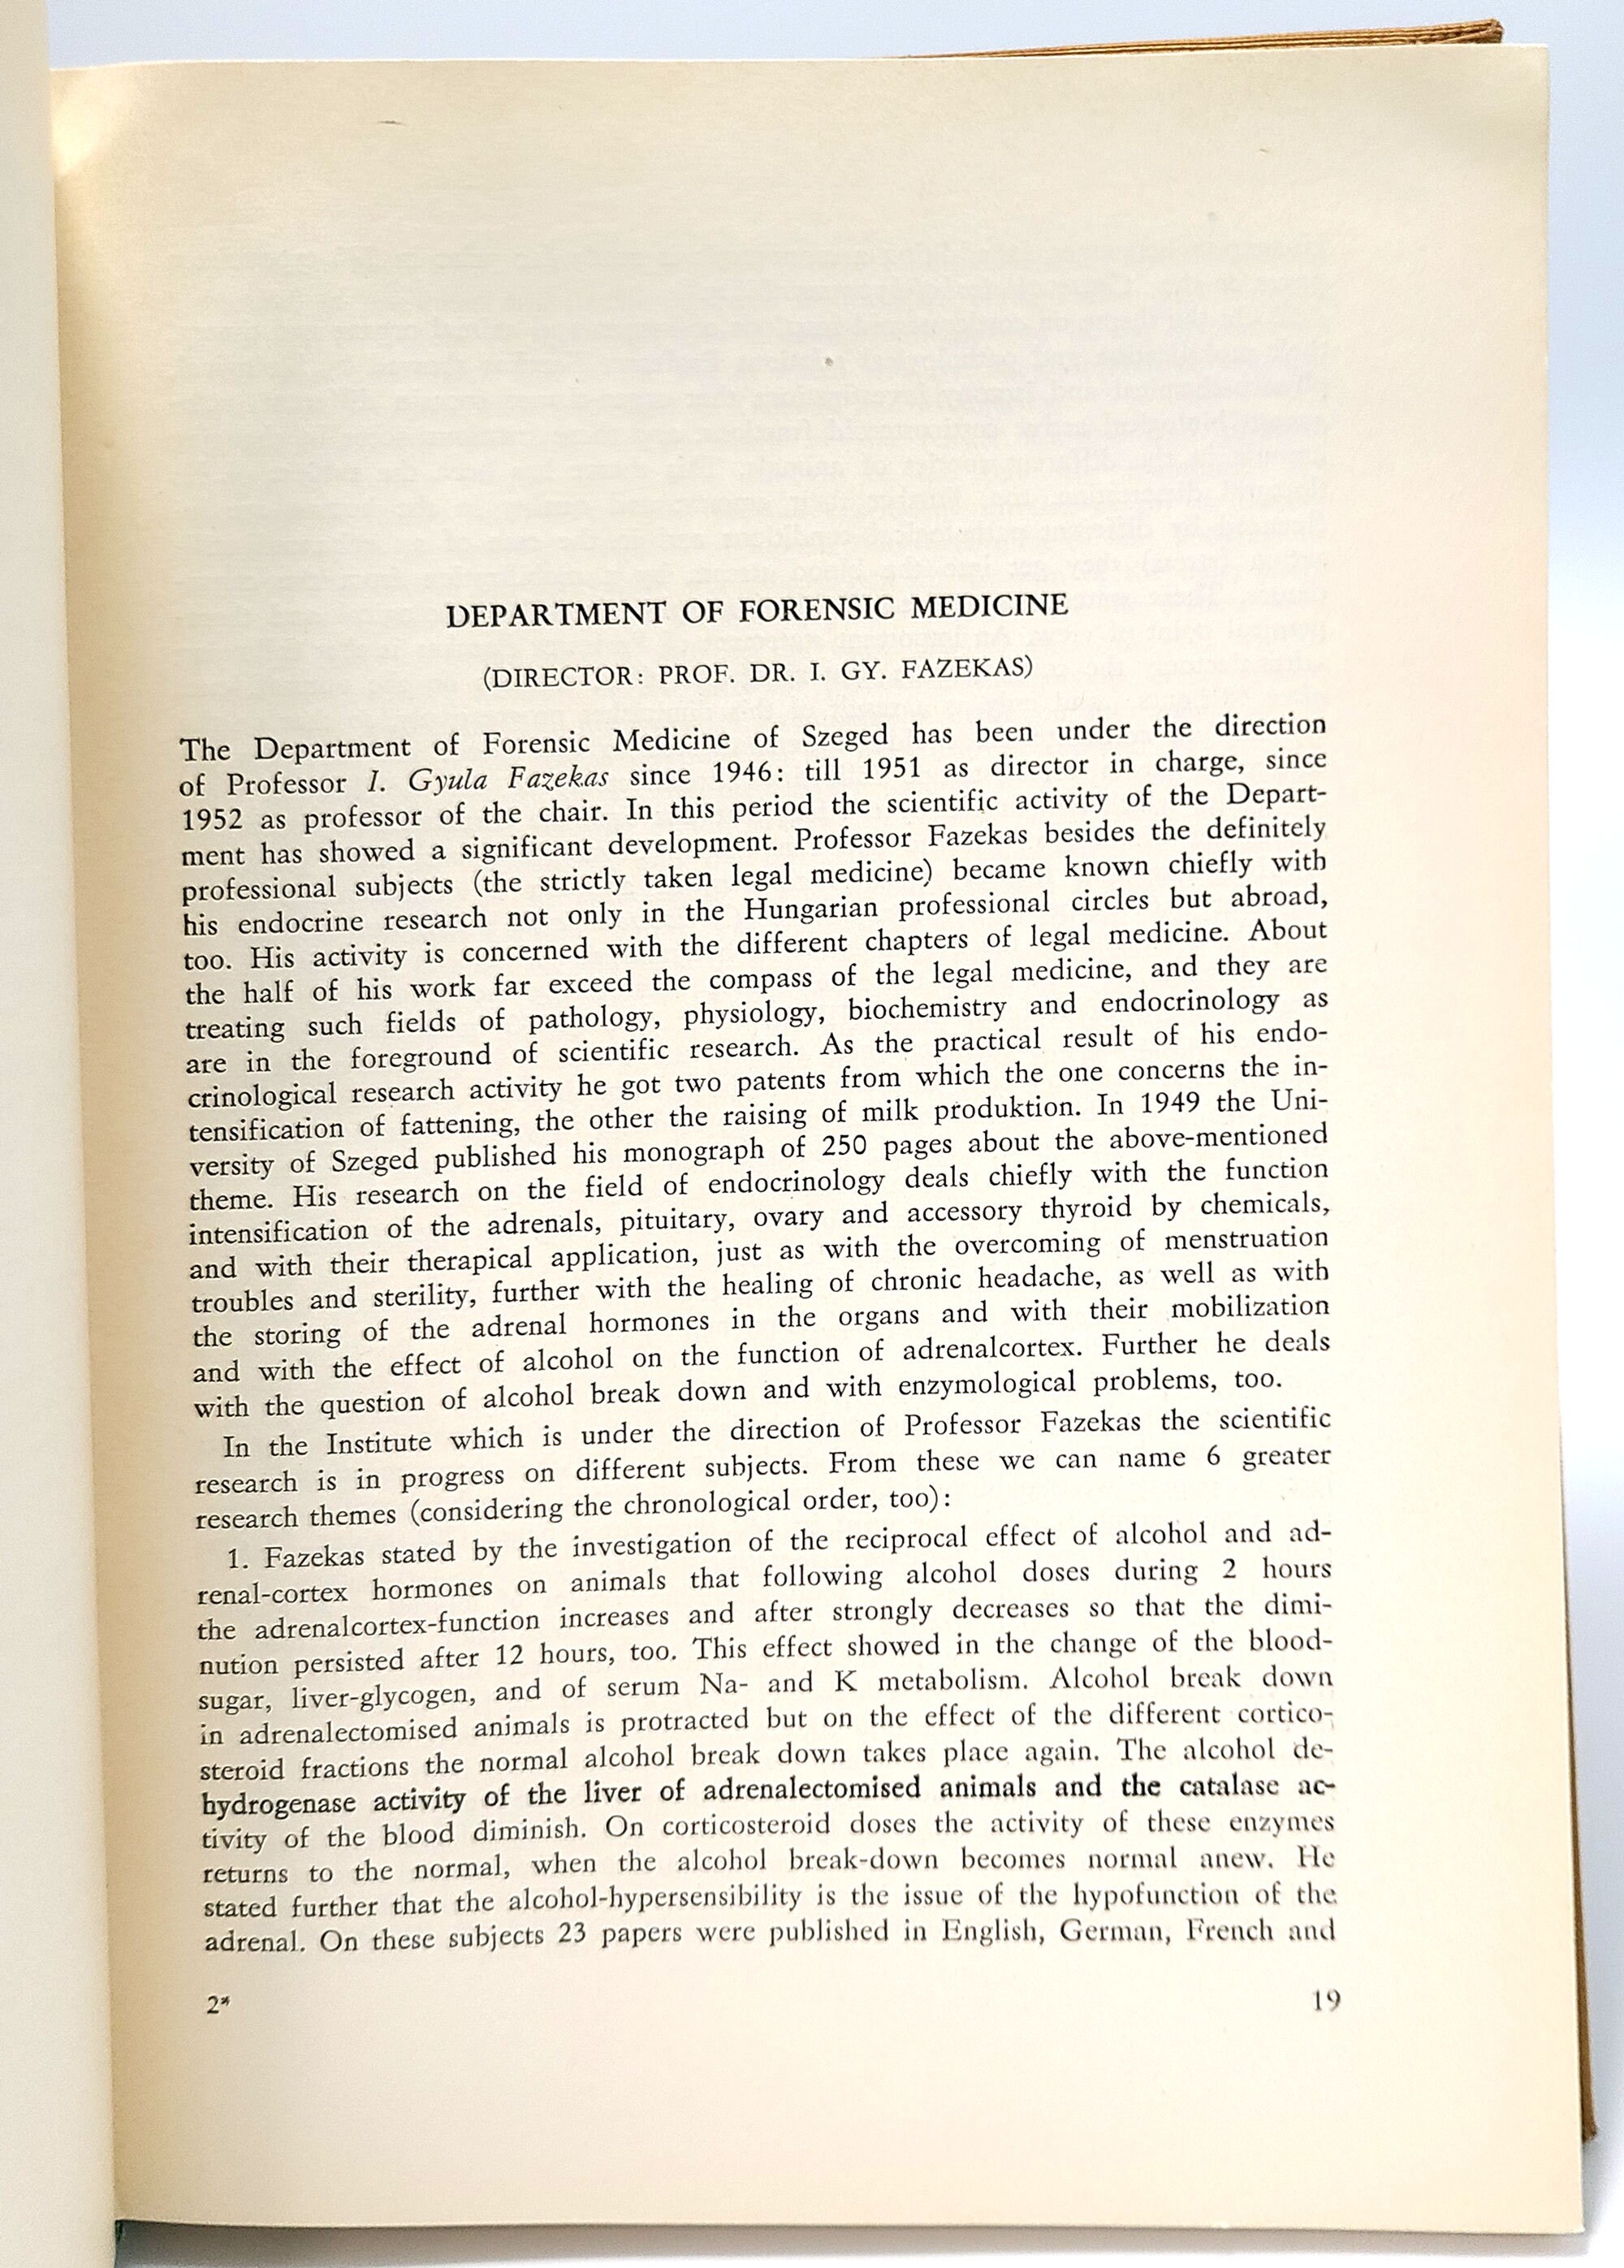 DEPARTMENT OF FORENSIC MEDICINE
(DIRECTOR: PROF. DR. I. GY. FAZEKAS)
The Department of Forensic Medicine of Szeged has been under the direction
of Professor I. Gyula Fazekas since 1946: till 1951 as director in charge, since
1952 as professor of the chair. In this period the scientific activity of the Depart-
ment has showed a significant development. Professor Fazekas besides the definitely
professional subjects (the strictly taken legal medicine) became known chiefly with
his endocrine research not only in the Hungarian professional circles but abroad,
too. His activity is concerned with the different chapters of legal medicine. About
the half of his work far exceed the compass of the legal medicine, and they are
treating such fields of pathology, physiology, biochemistry and endocrinology as
are in the foreground of scientific research. As the practical result of his endo-
crinological research activity he got two patents from which the one concerns the in-
tensification of fattening, the other the raising of milk produktion. In 1949 the Uni-
versity of Szeged published his monograph of 250 pages about the above-mentioned
theme. His research on the field of endocrinology deals chiefly with the function
intensification of the adrenals, pituitary, ovary and accessory thyroid by chemicals,
and with their therapical application, just as with the overcoming of menstruation
troubles and sterility, further with the healing of chronic headache, as well as with
the storing of the adrenal hormones in the organs and with their mobilization
and with the effect of alcohol on the function of adrenalcortex. Further he deals
with the question of alcohol break down and with enzymological problems, too.
In the Institute which is under the direction of Professor Fazekas the scientific
research is in progress on different subjects. From these we can name 6 greater
research themes (considering the chronological order, too):
1. Fazekas stated by the investigation of the reciprocal effect of alcohol and ad-
renal-cortex hormones on animals that following alcohol doses during 2 hours
the adrenalcortex-function increases and after strongly decreases so that the dimi-
nution persisted after 12 hours, too. This effect showed in the change of the blood-
sugar, liver-glycogen, and of serum Na- and K metabolism. Alcohol break down
in adrenalectomised animals is protracted but on the effect of the different cortico-
steroid fractions the normal alcohol break down takes place again. The alcohol de-
hydrogenase activity of the liver of adrenalectomised animals and the catalase ac-
tivity of the blood diminish. On corticosteroid doses the activity of these enzymes
returns to the normal, when the alcohol break-down becomes normal anew. He
stated further that the alcohol-hypersensibility is the issue of the hypofunction of the
adrenal. On these subjects 23 papers were published in English, German, French and
2*
19